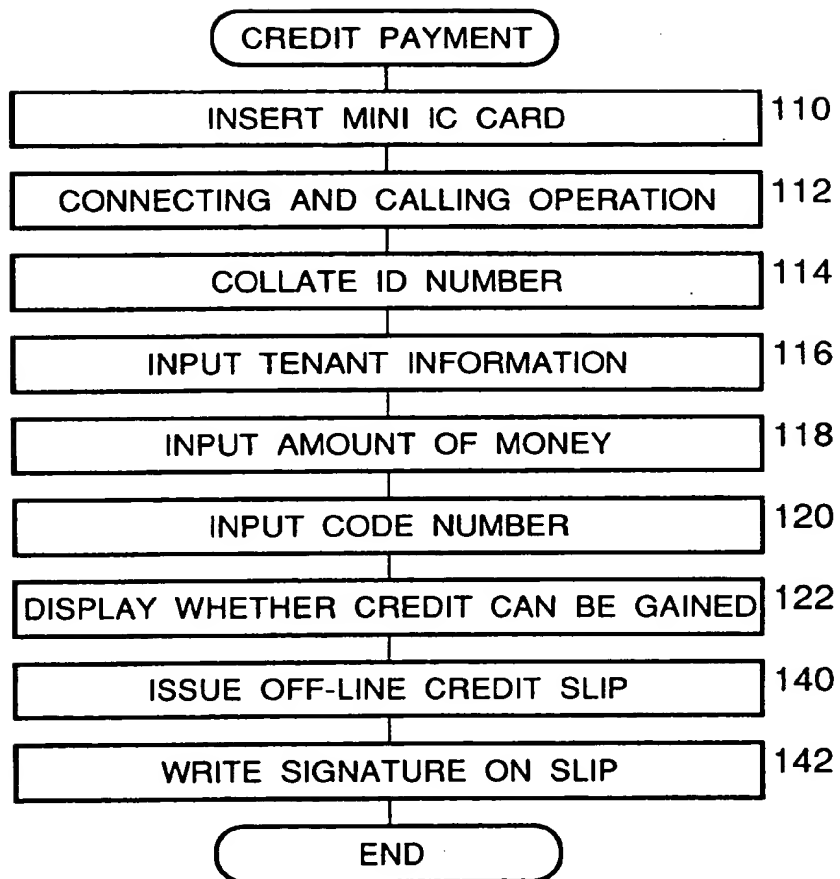 CREDIT PAYMENT
INSERT MINI IC CARD 110
CONNECTING AND CALLING OPERATION 112
COLLATE ID NUMBER 114
INPUT TENANT INFORMATION 116
INPUT AMOUNT OF MONEY 118
INPUT CODE NUMBER 120
DISPLAY WHETHER CREDIT CAN BE GAINED 122
ISSUE OFF-LINE CREDIT SLIP 140
WRITE SIGNATURE ON SLIP 142
END